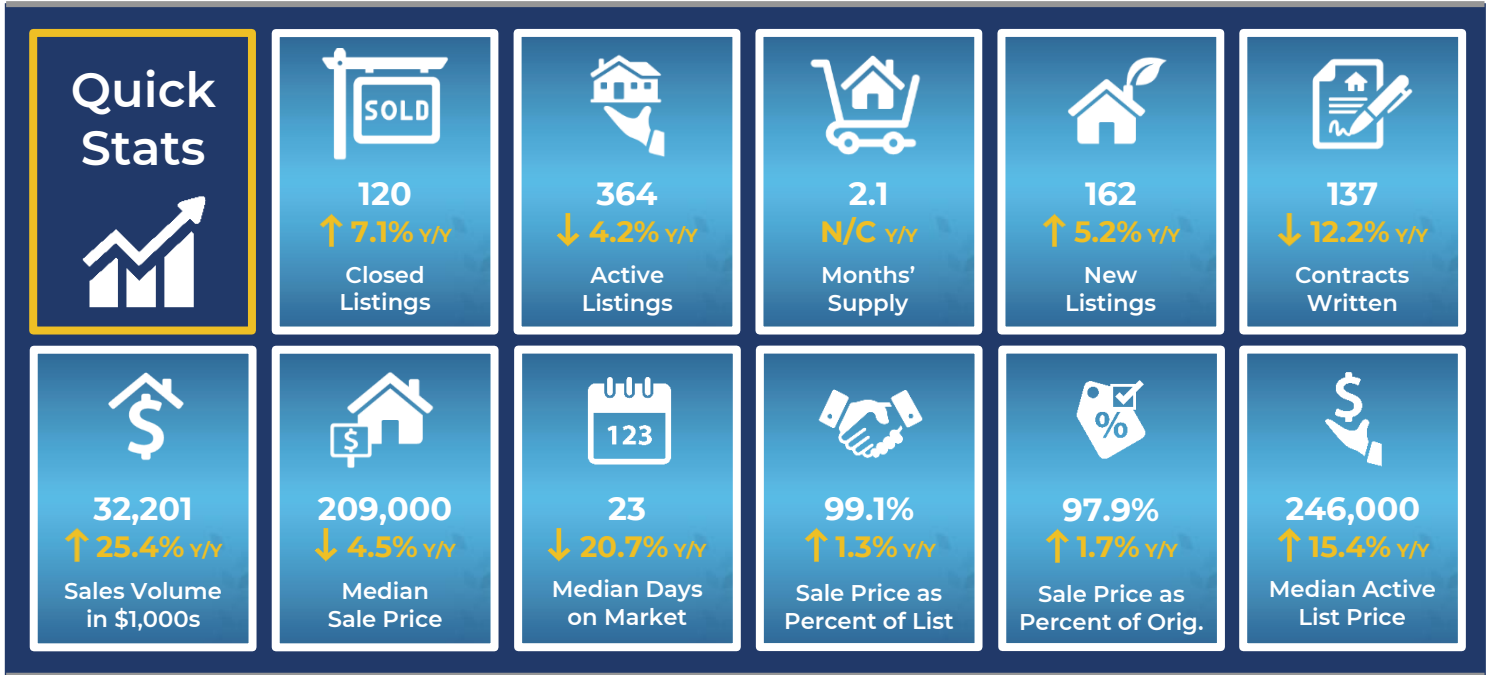 Quick
Stats
SOLD
120
↑ 7.1% Y/Y
Closed
Listings
364
↓ 4.2% Y/Y
Active
Listings
2.1
N/C Y/Y
Months’
Supply
162
↑ 5.2% Y/Y
New
Listings
137
↓ 12.2% Y/Y
Contracts
Written
$
32,201
↑ 25.4% Y/Y
Sales Volume
in $1,000s
$
209,000
↓ 4.5% Y/Y
Median
Sale Price
123
23
↓ 20.7% Y/Y
Median Days
on Market
99.1%
↑ 1.3% Y/Y
Sale Price as
Percent of List
%
97.9%
↑ 1.7% Y/Y
Sale Price as
Percent of Orig.
$
246,000
↑ 15.4% Y/Y
Median Active
List Price